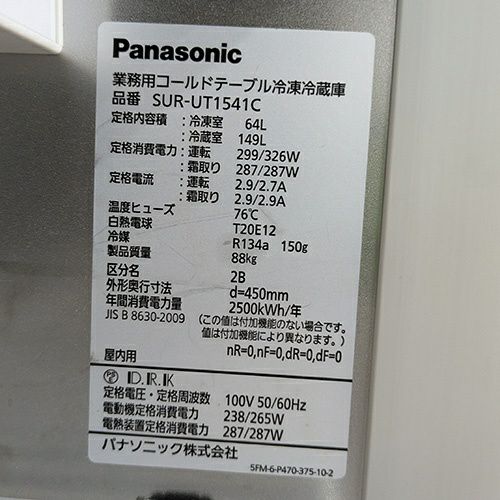 Panasonic
業務用コールドテーブル冷凍冷蔵庫
品番 SUR-UT1541C
定格内容積 : 冷凍室 64L
: 冷蔵室 149L
定格消費電力 : 運転 299/326W
: 霜取り 287/287W
定格電流 : 運転 2.9/2.7A
: 霜取り 2.9/2.9A
温度ヒューズ 76℃
白熱電球 T20E12
冷媒 R134a 150g
製品質量 88kg
区分名 2B
外形奥行寸法 d=450mm
年間消費電力量 2500kWh/年
JIS B 8630-2009 (この値は付加機能のない場合です。
値は付加機能により異なります。)
nR=0,nF=0,dR=0,dF=0
屋内用
D.R.K
定格電圧・定格周波数 100V 50/60Hz
電動機定格消費電力 238/265W
電熱装置定格消費電力 287/287W
パナソニック株式会社
5FM-6-P470-375-10-2